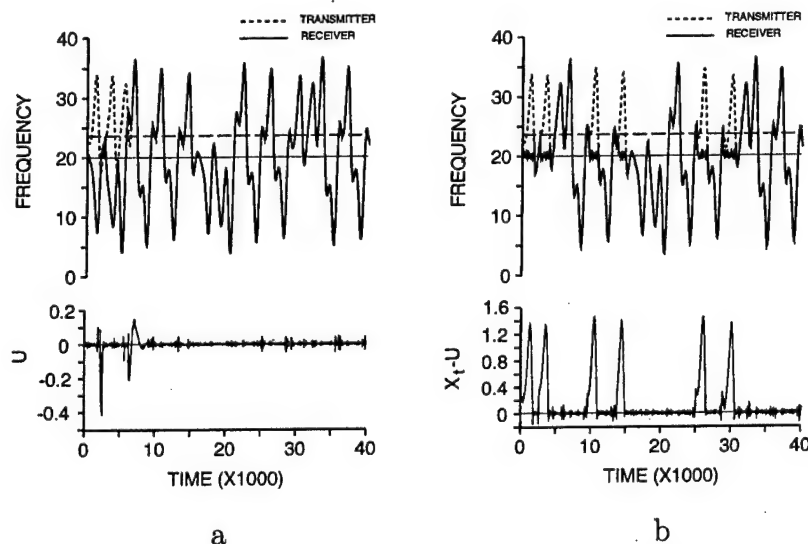 TRANSMITTER
RECEIVER
40
30
20
10
0
FREQUENCY
0.2
0
-0.2
-0.4
U
0
10
20
30
40
TIME (X1000)
a
TRANSMITTER
RECEIVER
40
30
20
10
0
FREQUENCY
1.6
1.2
0.8
0.4
0
Xt-U
0
10
20
30
40
TIME (X1000)
b